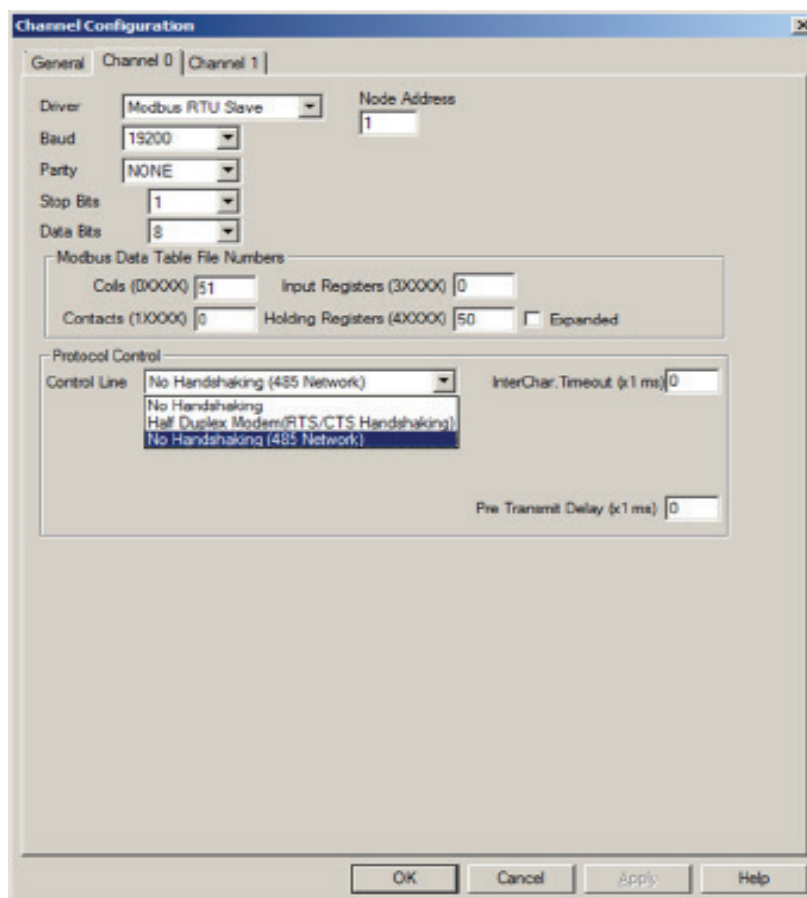 Channel Configuration
General Channel 0 Channel 1
Driver Modbus RTU Slave Node Address
1
Baud 19200
Parity NONE
Stop Bits 1
Data Bits 8
Modbus Data Table File Numbers
Coils (0XXXX) 51 Input Registers (3XXXX) 0
Contacts (1XXXX) 0 Holding Registers (4XXXX) 50 Expanded
Protocol Control
Control Line No Handshaking (485 Network) InterChar. Timeout (x1 ms) 0
No Handshaking
Half Duplex Modem(RTS/CTS Handshaking)
No Handshaking (485 Network)
Pre Transmit Delay (x1 ms) 0
OK Cancel Apply Help